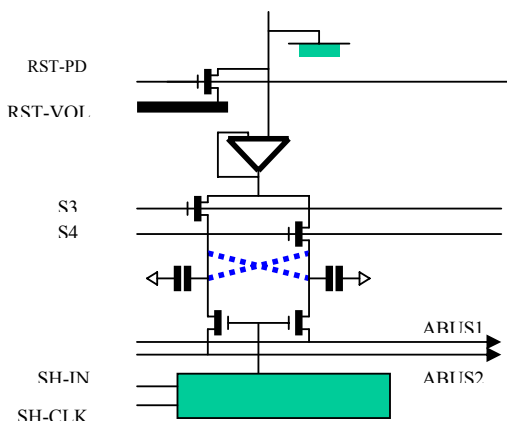 RST-PD
RST-VOL
S3
S4
ABUS1
SH-IN
ABUS2
SH-CLK